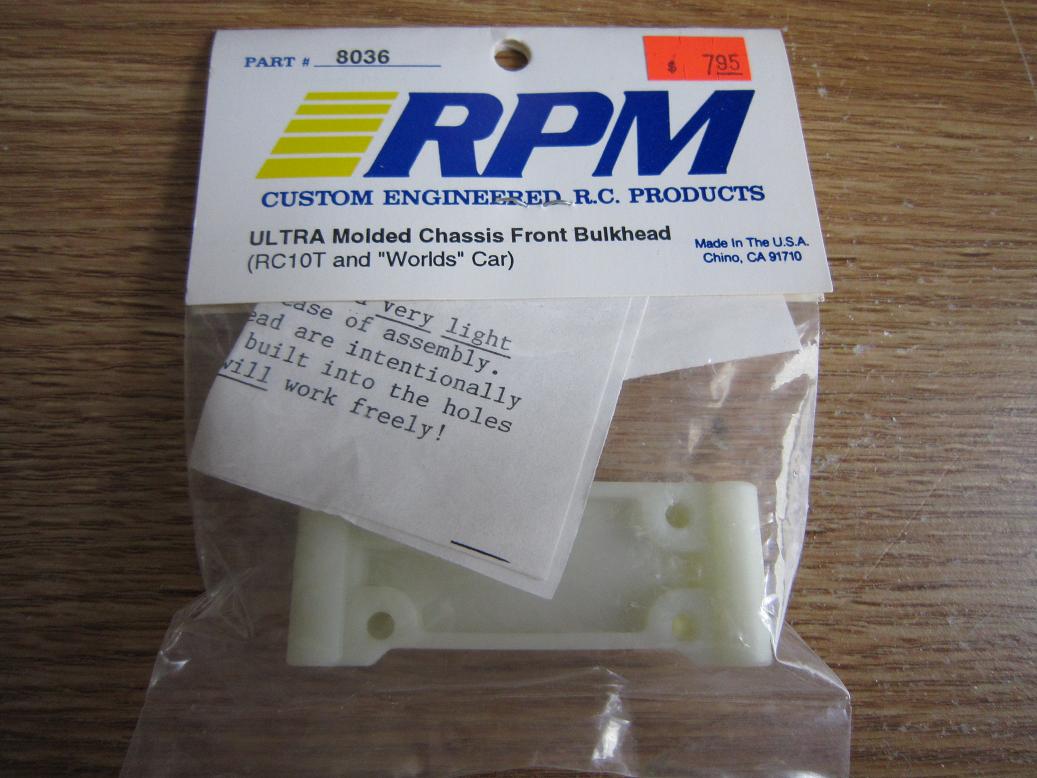 PART # 8036
$ 795
RPM
CUSTOM ENGINEERED R.C. PRODUCTS
ULTRA Molded Chassis Front Bulkhead
(RC10T and "Worlds" Car)
Made In The U.S.A.
Chino, CA 91710
very light
ease of assembly.
are intentionally
built into the holes
will work freely!